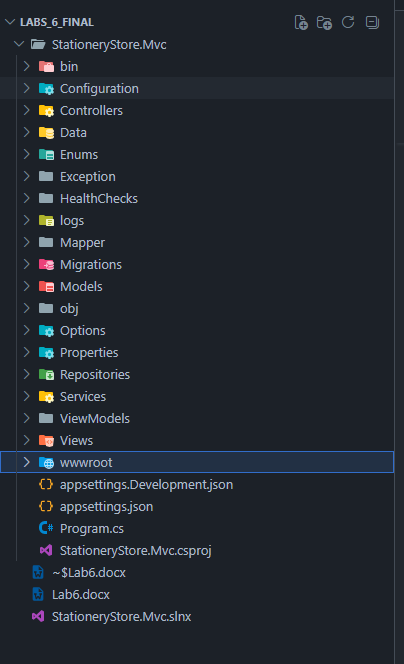 LABS_6_FINAL
StationeryStore.Mvc
bin
Configuration
Controllers
Data
Enums
Exception
HealthChecks
logs
Mapper
Migrations
Models
obj
Options
Properties
Repositories
Services
ViewModels
Views
wwwroot
appsettings.Development.json
appsettings.json
Program.cs
StationeryStore.Mvc.csproj
~$Lab6.docx
Lab6.docx
StationeryStore.Mvc.slnx